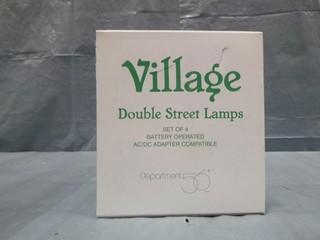 Village
Double Street Lamps
SET OF 4
BATTERY OPERATED
AC/DC ADAPTER COMPATIBLE
Department 56